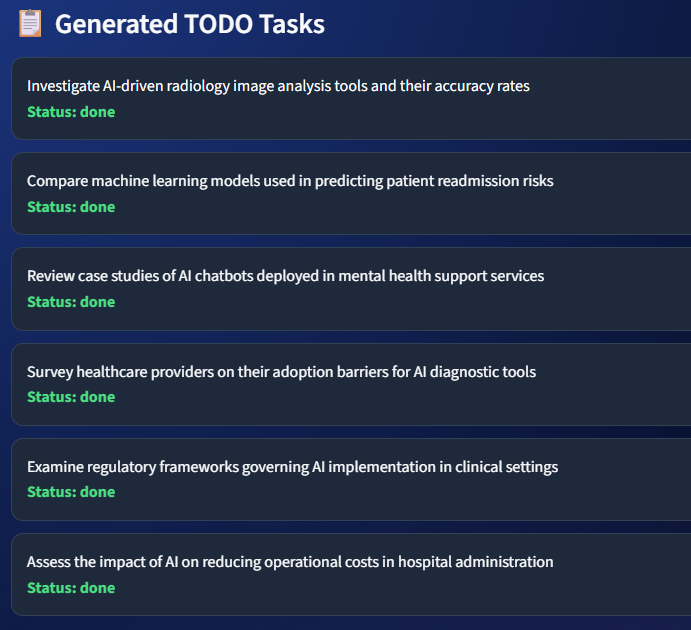 Generated TODO Tasks
Investigate AI-driven radiology image analysis tools and their accuracy rates
Status: done
Compare machine learning models used in predicting patient readmission risks
Status: done
Review case studies of AI chatbots deployed in mental health support services
Status: done
Survey healthcare providers on their adoption barriers for AI diagnostic tools
Status: done
Examine regulatory frameworks governing AI implementation in clinical settings
Status: done
Assess the impact of AI on reducing operational costs in hospital administration
Status: done